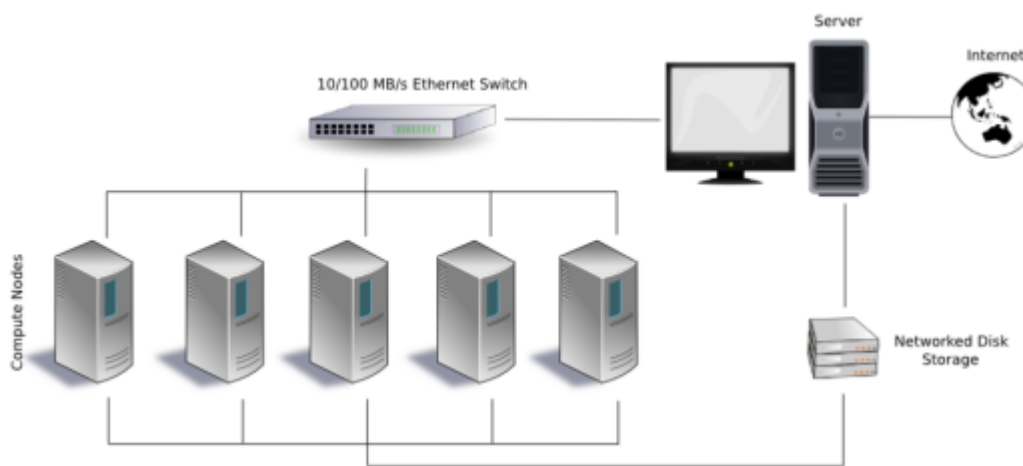 Server
Internet
10/100 MB/s Ethernet Switch
Compute Nodes
Networked Disk
Storage